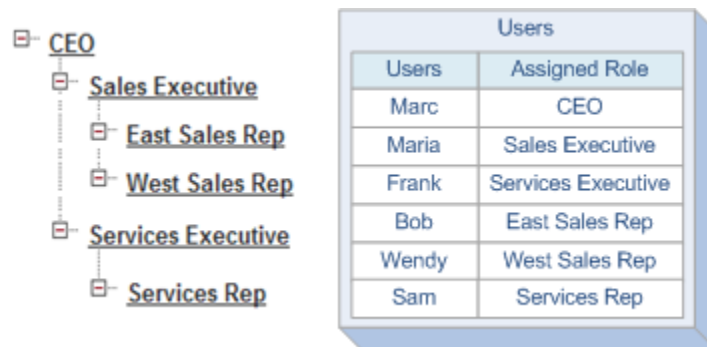 CEO
Sales Executive
East Sales Rep
West Sales Rep
Services Executive
Services Rep
Users
Users Assigned Role
Marc CEO
Maria Sales Executive
Frank Services Executive
Bob East Sales Rep
Wendy West Sales Rep
Sam Services Rep